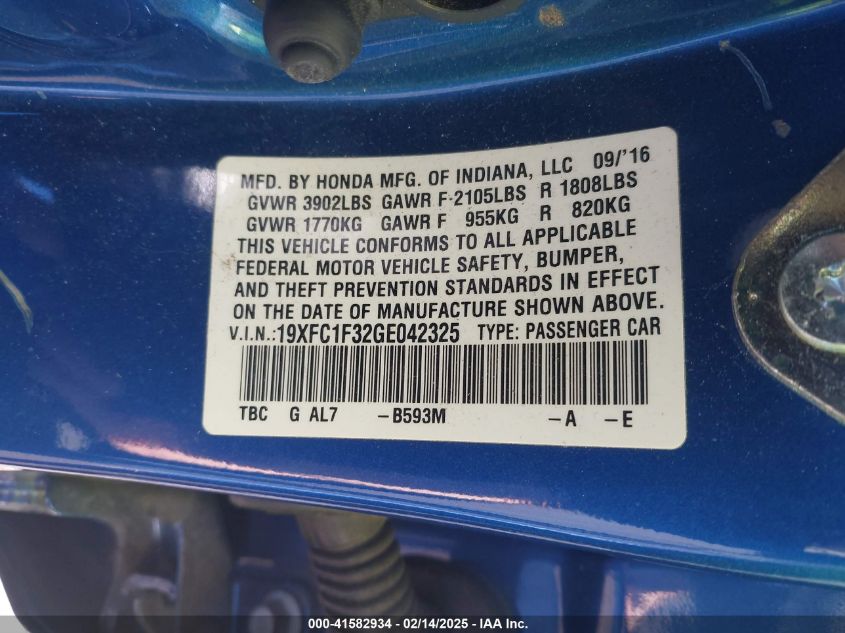 MFD. BY HONDA MFG. OF INDIANA, LLC 09/'16
GVWR 3902LBS GAWR F 2105LBS R 1808LBS
GVWR 1770KG GAWR F 955KG R 820KG
THIS VEHICLE CONFORMS TO ALL APPLICABLE
FEDERAL MOTOR VEHICLE SAFETY, BUMPER,
AND THEFT PREVENTION STANDARDS IN EFFECT
ON THE DATE OF MANUFACTURE SHOWN ABOVE.
V.I.N.:19XFC1F32GE042325 TYPE: PASSENGER CAR
TBC G AL7 -B593M -A -E
000-41582934 - 02/14/2025 - IAA Inc.